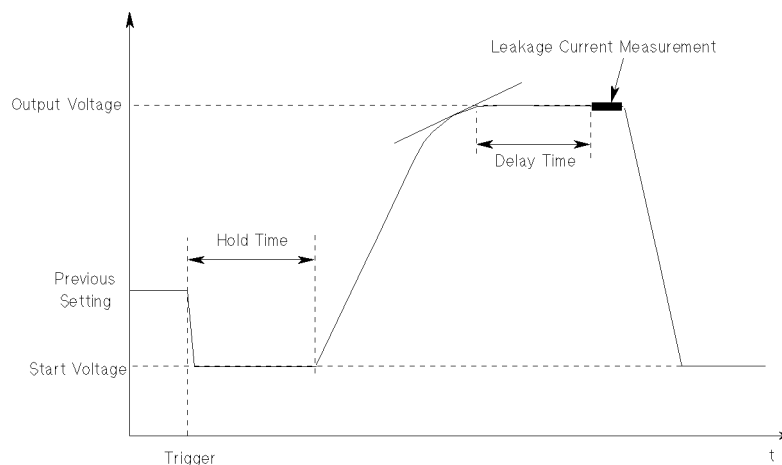 Leakage Current Measurement
Output Voltage
Delay Time
Hold Time
Previous
Setting
Start Voltage
Trigger
t